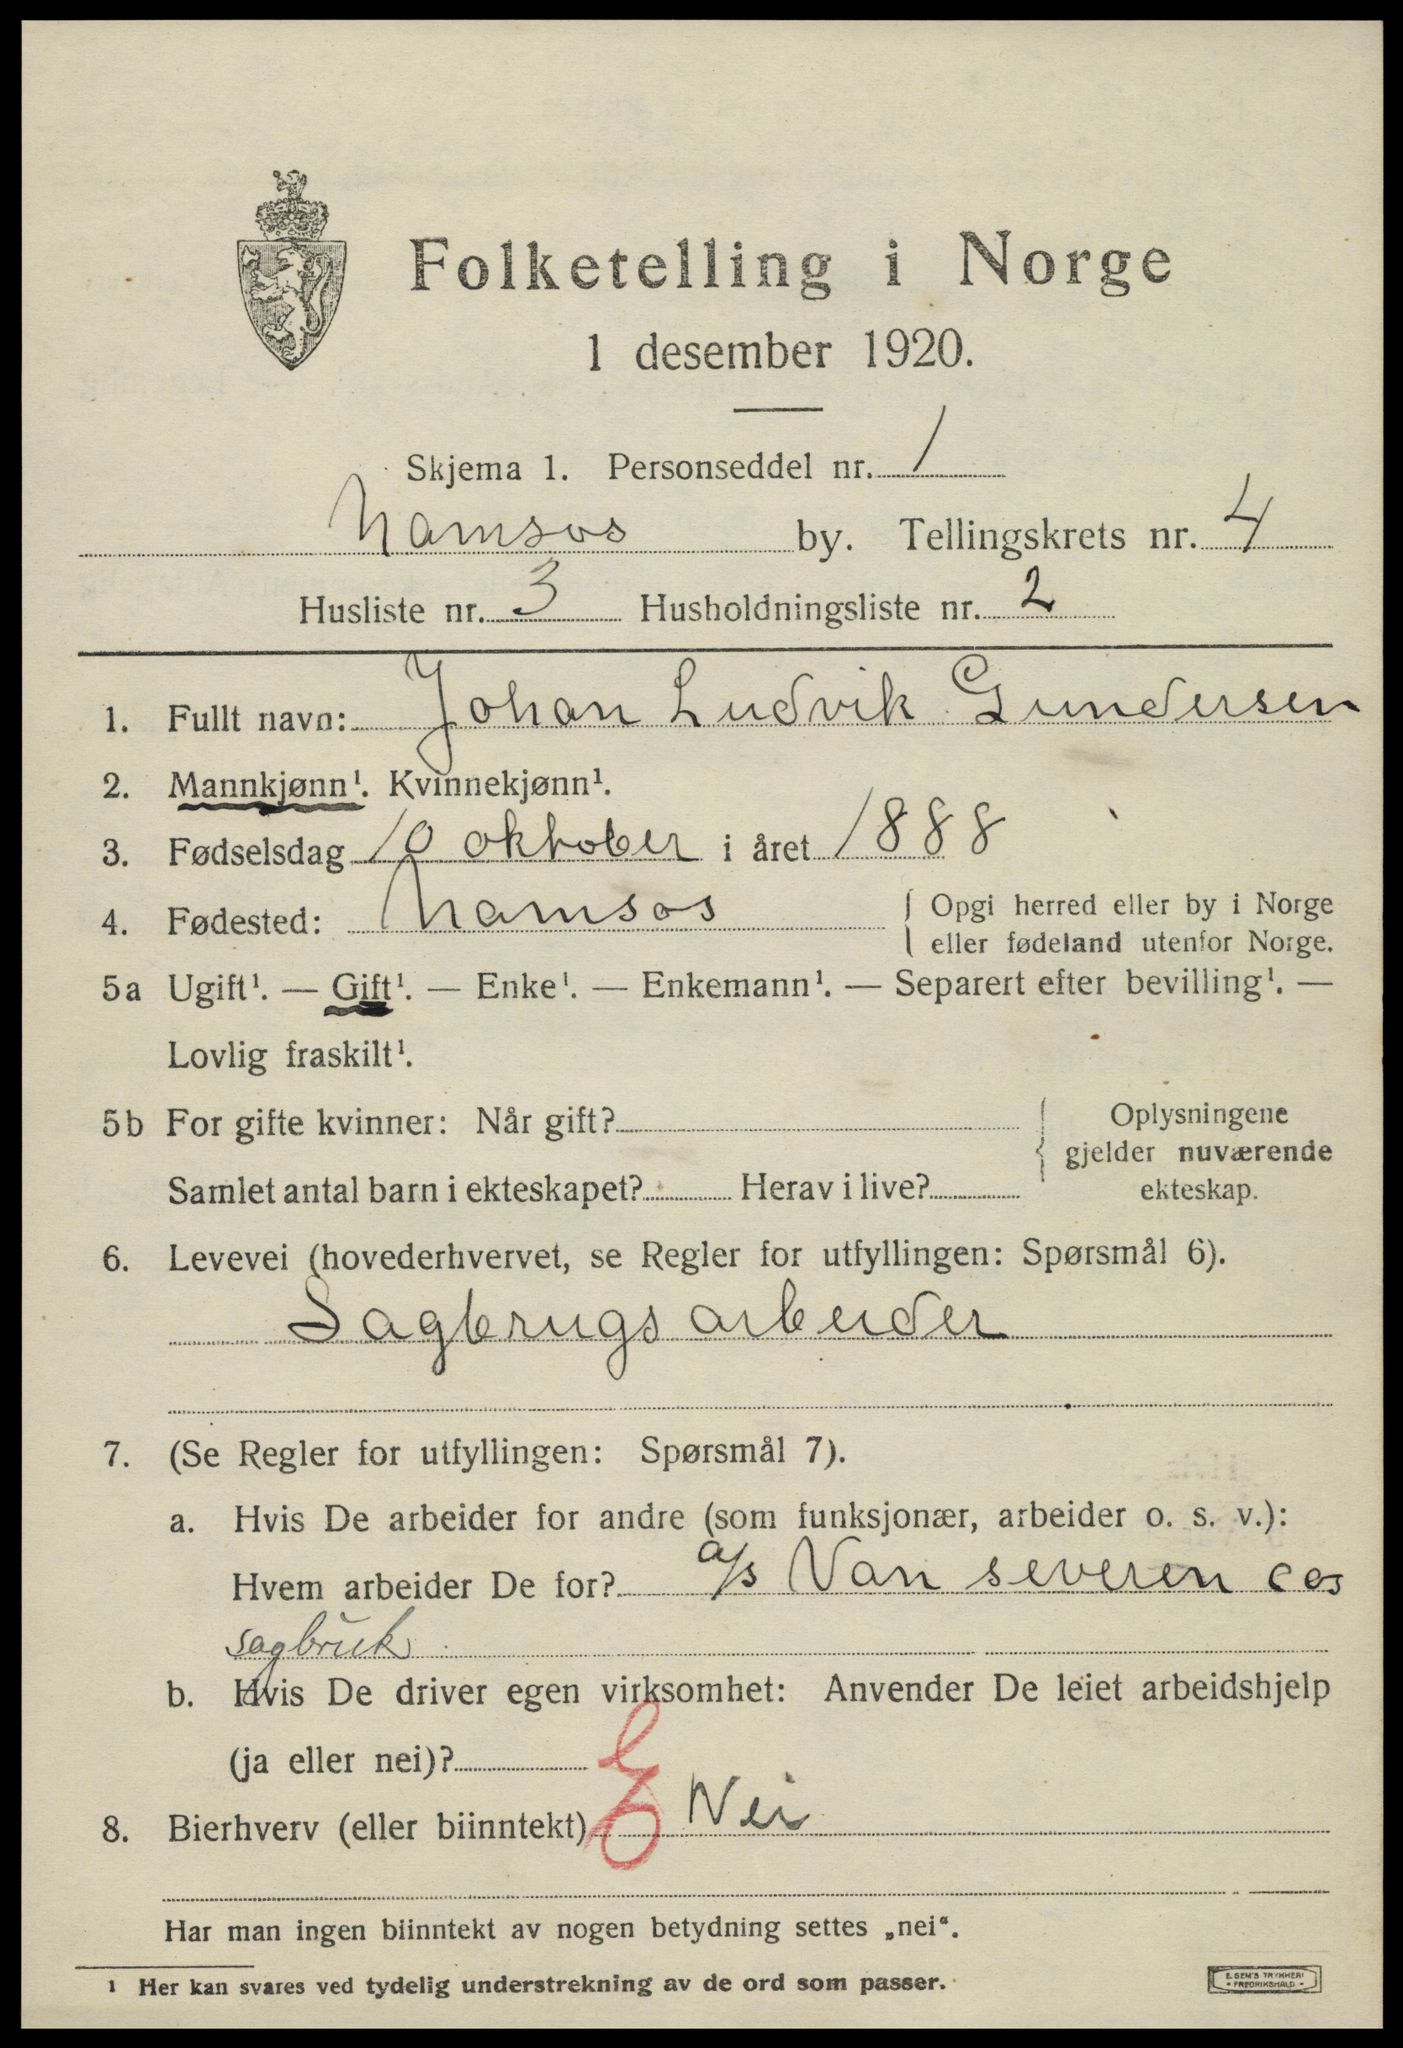 Folketelling i Norge
1 desember 1920.
Skjema 1. Personseddel nr. 1
Namsos by. Tellingskrets nr. 4
Husliste nr. 3 Husholdningsliste nr. 2
1. Fullt navn: Johan Ludvik Gundersen
2. Mannkjønn¹. Kvinnekjønn¹.
3. Fødselsdag 10 oktober i året 1888
4. Fødested: Namsos { Opgi herred eller by i Norge
eller fødeland utenfor Norge.
5a Ugift¹. — Gift¹. — Enke¹. — Enkemann¹. — Separert efter bevilling¹. —
Lovlig fraskilt¹.
5b For gifte kvinner: Når gift? { Oplysningene
gjelder nuværende
Samlet antal barn i ekteskapet? Herav i live? ekteskap.
6. Levevei (hovederhvervet, se Regler for utfyllingen: Spørsmål 6).
Sagbrugsarbeider
7. (Se Regler for utfyllingen: Spørsmål 7).
a. Hvis De arbeider for andre (som funksjonær, arbeider o. s. v.):
Hvem arbeider De for? a/s Van severen cos
sagbruk
b. Hvis De driver egen virksomhet: Anvender De leiet arbeidshjelp
(ja eller nei)?
8. Bierhverv (eller biinntekt) Nei
Har man ingen biinntekt av nogen betydning settes „nei“.
¹ Her kan svares ved tydelig understrekning av de ord som passer.
E. SEM'S TRYKKERI
• FREDRIKSHALD •